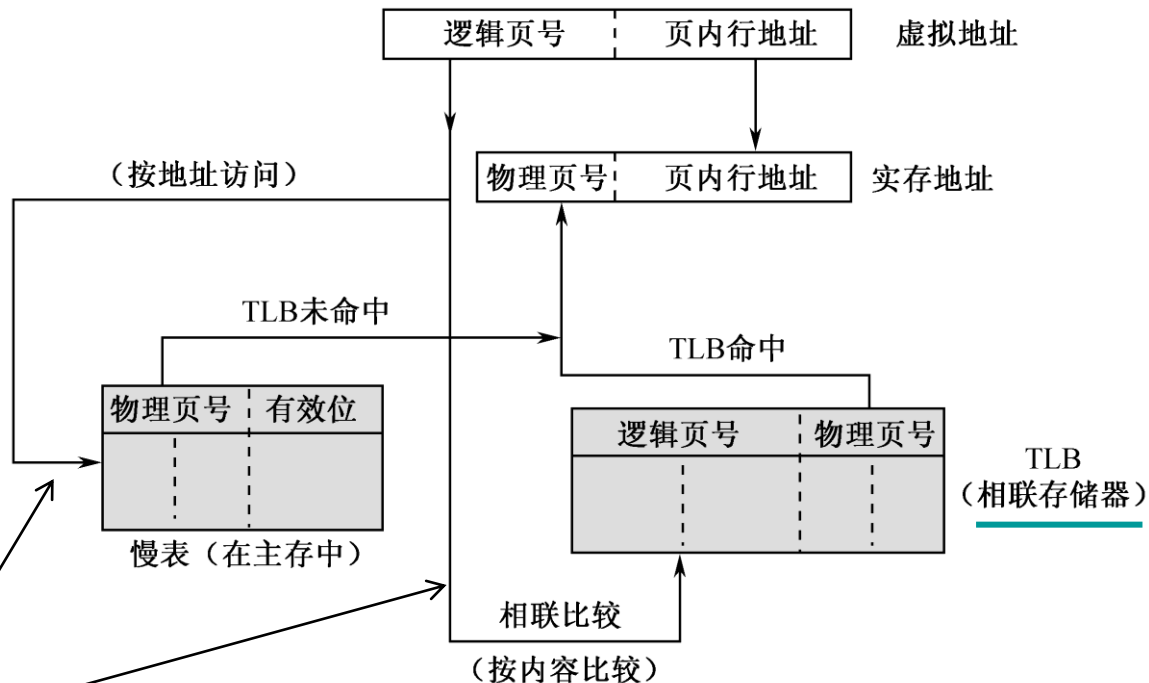 逻辑页号 页内行地址 虚拟地址
（按地址访问）
物理页号 页内行地址 实存地址
TLB未命中
TLB命中
物理页号 有效位
逻辑页号 物理页号
TLB
（相联存储器）
慢表（在主存中）
相联比较
（按内容比较）